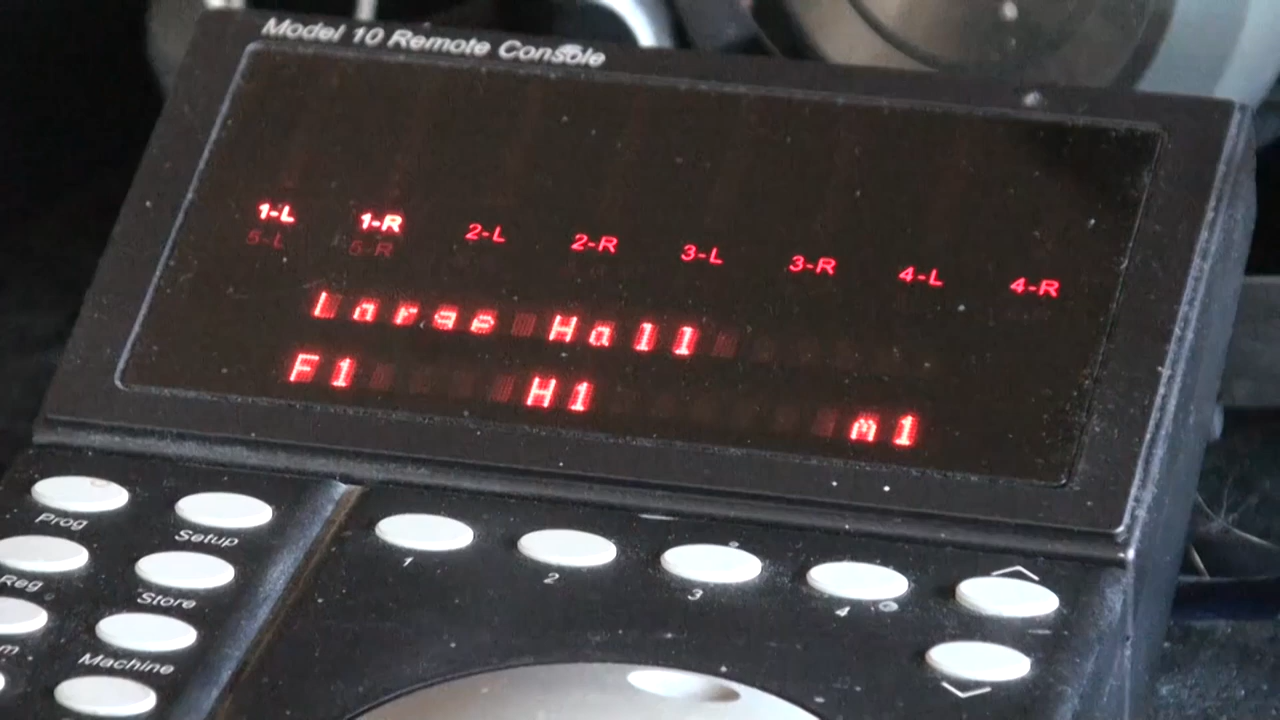 Model 10 Remote Console
1-L 1-R 2-L 2-R 3-L 3-R 4-L 4-R
5-L 5-R
Large Hall
F1 H1 m1
Prog Setup
1 2 3 4
Reg Store
Machine